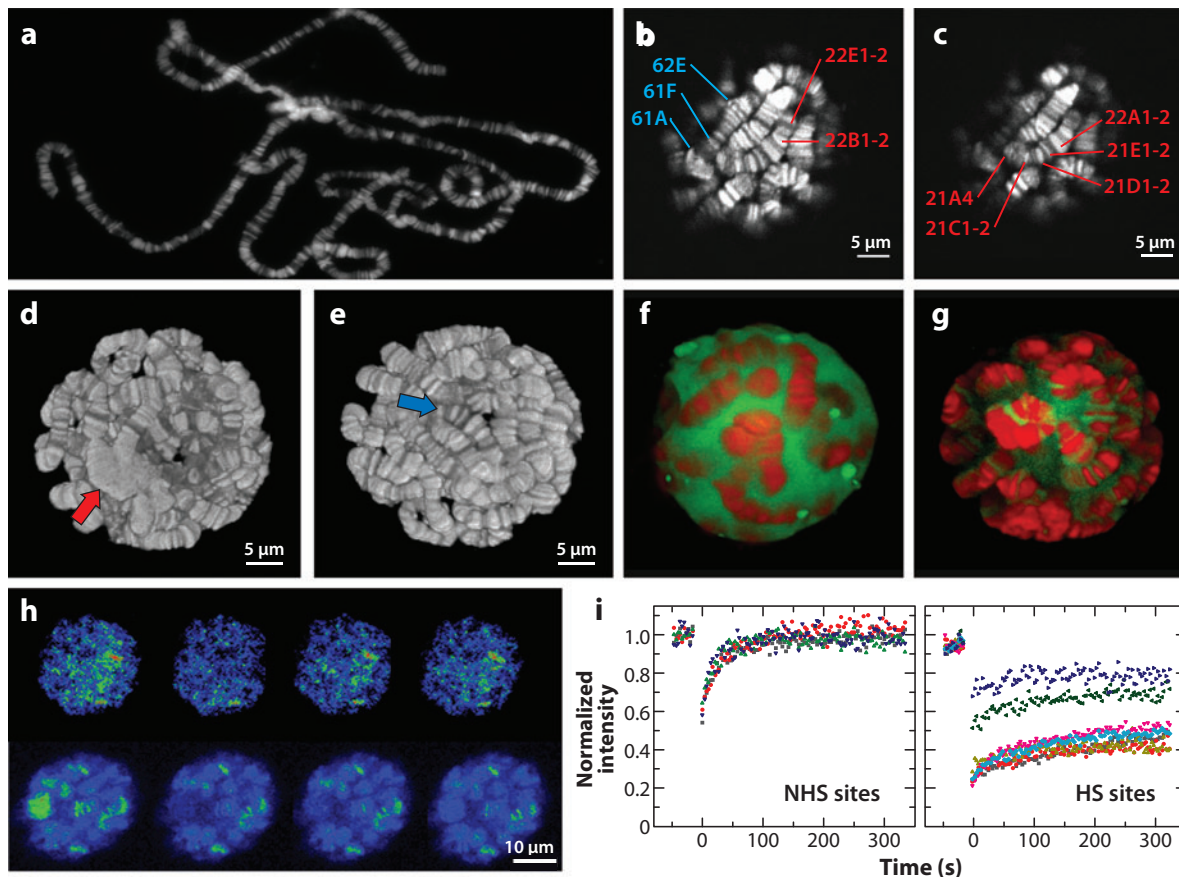 a
b
62E
61F
61A
22E1-2
22B1-2
5 µm
c
22A1-2
21E1-2
21D1-2
21A4
21C1-2
5 µm
d
5 µm
e
5 µm
f
g
h
10 µm
i
Normalized
intensity
1.0
0.8
0.6
0.4
0.2
0
NHS sites
HS sites
0 100 200 300
0 100 200 300
Time (s)